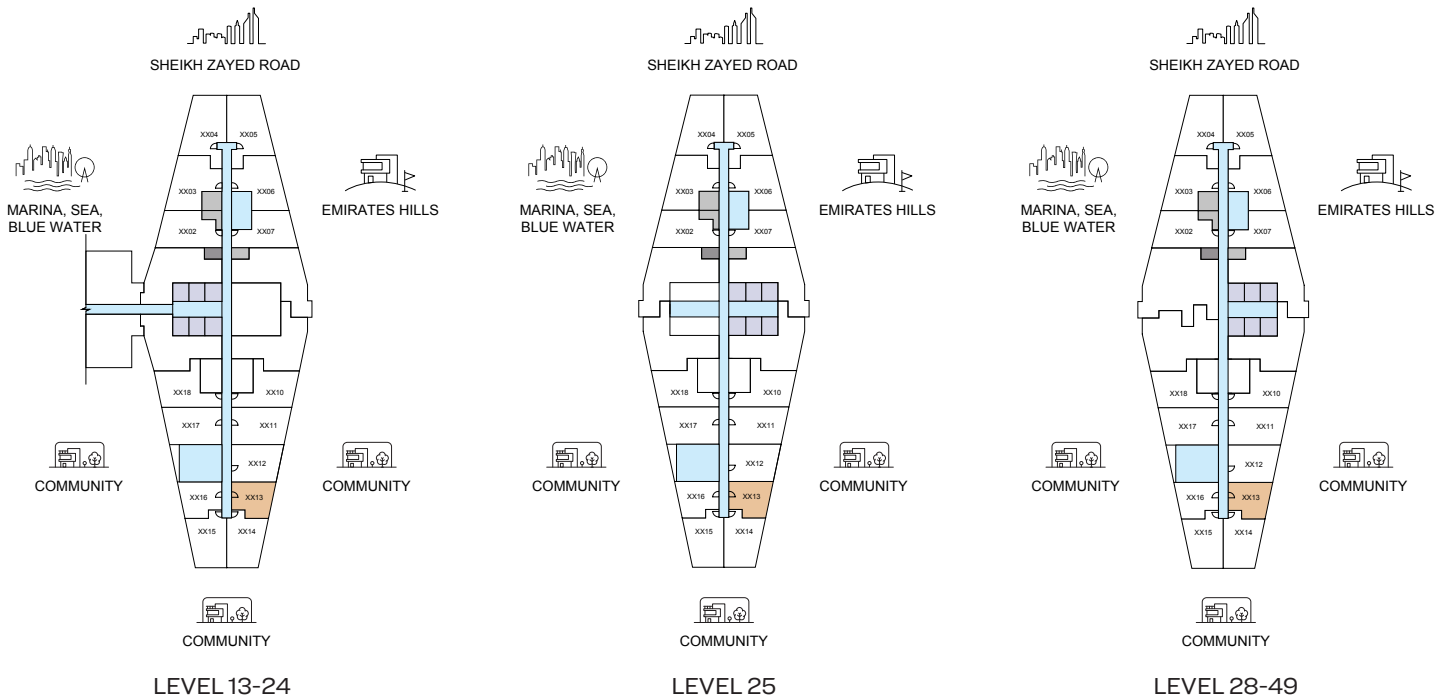 SHEIKH ZAYED ROAD
XX04 XX05
MARINA, SEA,
BLUE WATER
XX03 XX06
EMIRATES HILLS
XX02 XX07
XX18 XX10
XX17 XX11
COMMUNITY
XX12
COMMUNITY
XX16 XX13
XX15 XX14
COMMUNITY
LEVEL 13-24
SHEIKH ZAYED ROAD
XX04 XX05
MARINA, SEA,
BLUE WATER
XX03 XX06
EMIRATES HILLS
XX02 XX07
XX18 XX10
XX17 XX11
COMMUNITY
XX12
COMMUNITY
XX16 XX13
XX15 XX14
COMMUNITY
LEVEL 25
SHEIKH ZAYED ROAD
XX04 XX05
MARINA, SEA,
BLUE WATER
XX03 XX06
EMIRATES HILLS
XX02 XX07
XX18 XX10
XX17 XX11
COMMUNITY
XX12
COMMUNITY
XX16 XX13
XX15 XX14
COMMUNITY
LEVEL 28-49